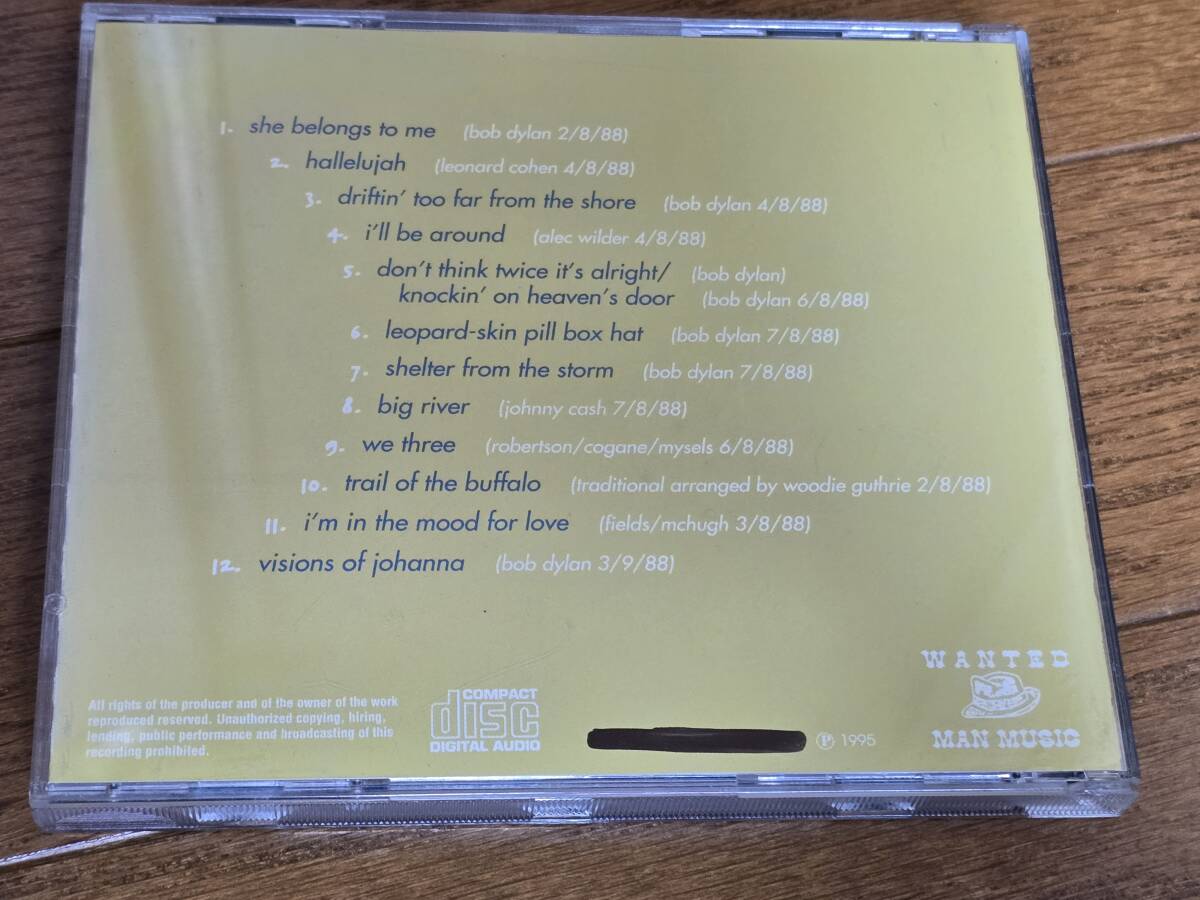 1. she belongs to me (bob dylan 2/8/88)
2. hallelujah (leonard cohen 4/8/88)
3. driftin' too far from the shore (bob dylan 4/8/88)
4. i'll be around (alec wilder 4/8/88)
5. don't think twice it's alright/ (bob dylan)
knockin' on heaven's door (bob dylan 6/8/88)
6. leopard-skin pill box hat (bob dylan 7/8/88)
7. shelter from the storm (bob dylan 7/8/88)
8. big river (johnny cash 7/8/88)
9. we three (robertson/cogane/mysels 6/8/88)
10. trail of the buffalo (traditional arranged by woodie guthrie 2/8/88)
11. i'm in the mood for love (fields/mchugh 3/8/88)
12. visions of johanna (bob dylan 3/9/88)
All rights of the producer and of the owner of the work
reproduced reserved. Unauthorized copying, hiring,
lending, public performance and broadcasting of this
recording prohibited.
COMPACT
disc
DIGITAL AUDIO
℗ 1995
WANTED
MAN MUSIC